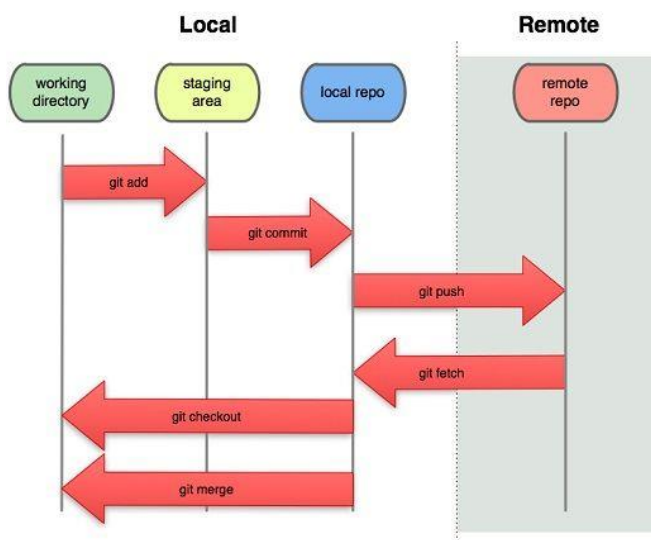 Local
Remote
working
directory
staging
area
local repo
remote
repo
git add
git commit
git push
git fetch
git checkout
git merge